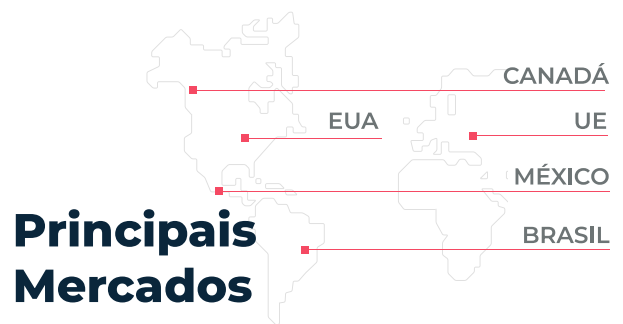 CANADÁ
EUA
UE
MÉXICO
BRASIL
Principais
Mercados